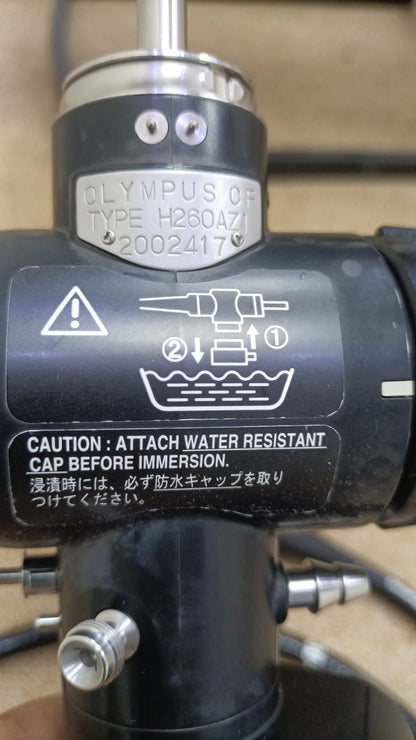 OLYMPUS CF
TYPE H260AZI
2002417
①
②
CAUTION : ATTACH WATER RESISTANT
CAP BEFORE IMMERSION.
浸漬時には、必ず防水キャップを取り
つけてください。